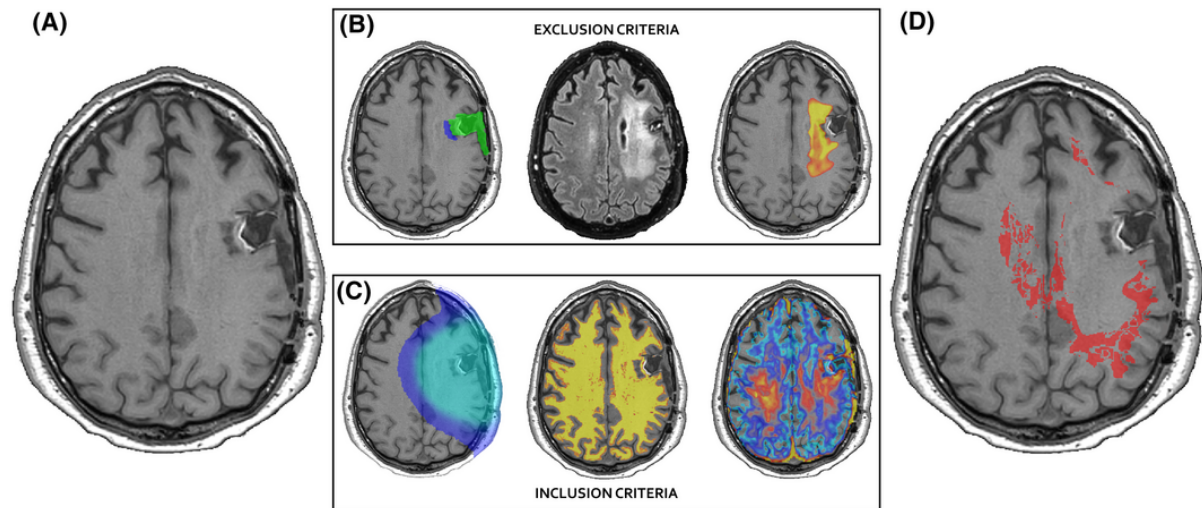 (A)
(B)
EXCLUSION CRITERIA
(C)
INCLUSION CRITERIA
(D)